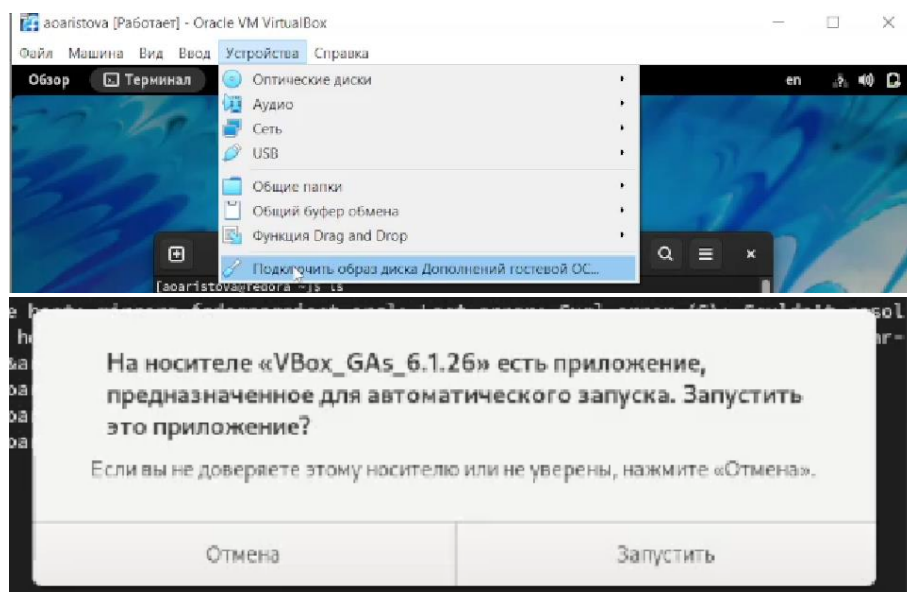 aoaristova [Работает] - Oracle VM VirtualBox
Файл Машина Вид Ввод Устройства Справка
Обзор Терминал en
Оптические диски
Аудио
Сеть
USB
Общие папки
Общий буфер обмена
Функция Drag and Drop
Подключить образ диска Дополнений гостевой ОС...
[aoaristova@fedora ~]$ ls
На носителе «VBox_GAs_6.1.26» есть приложение,
предназначенное для автоматического запуска. Запустить
это приложение?
Если вы не доверяете этому носителю или не уверены, нажмите «Отмена».
Отмена Запустить